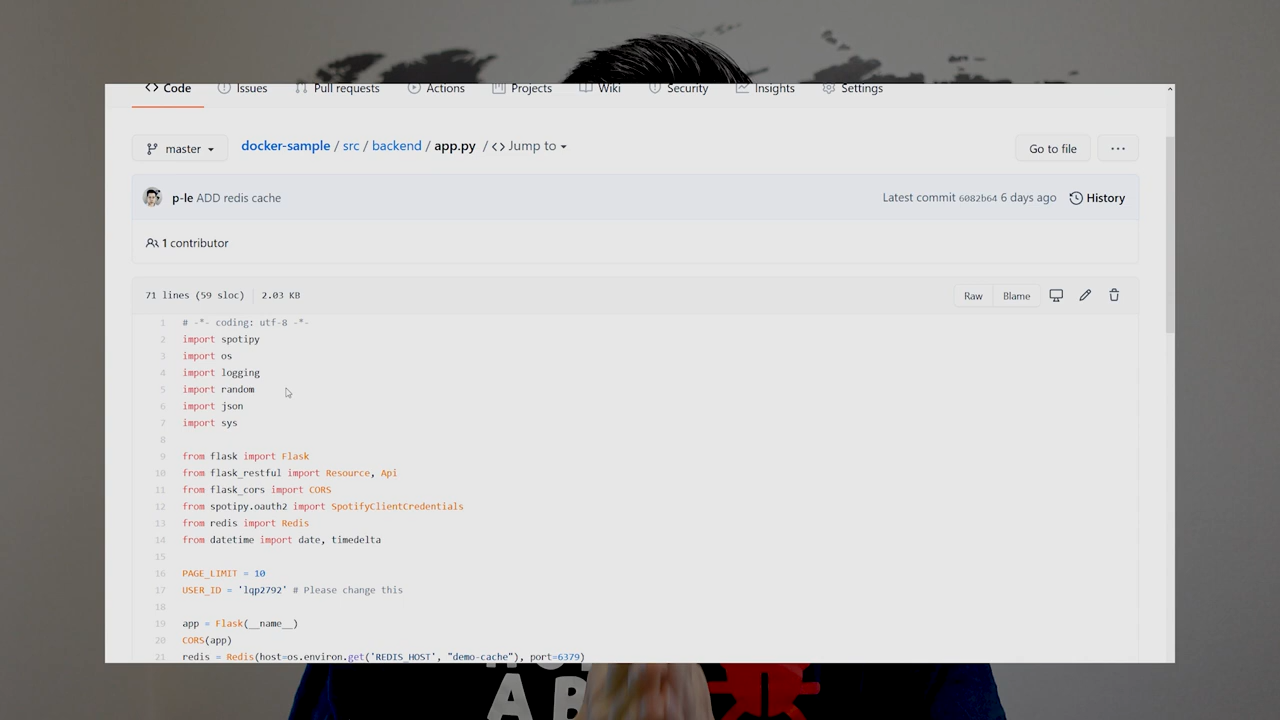 Code Issues Pull requests Actions Projects Wiki Security Insights Settings
master docker-sample / src / backend / app.py / Jump to Go to file ...
p-le ADD redis cache Latest commit 6082b64 6 days ago History
1 contributor
71 lines (59 sloc) 2.03 KB Raw Blame
1 # -*- coding: utf-8 -*-
2 import spotipy
3 import os
4 import logging
5 import random
6 import json
7 import sys
8
9 from flask import Flask
10 from flask_restful import Resource, Api
11 from flask_cors import CORS
12 from spotipy.oauth2 import SpotifyClientCredentials
13 from redis import Redis
14 from datetime import date, timedelta
15
16 PAGE_LIMIT = 10
17 USER_ID = 'lqp2792' # Please change this
18
19 app = Flask(__name__)
20 CORS(app)
21 redis = Redis(host=os.environ.get('REDIS_HOST', "demo-cache"), port=6379)